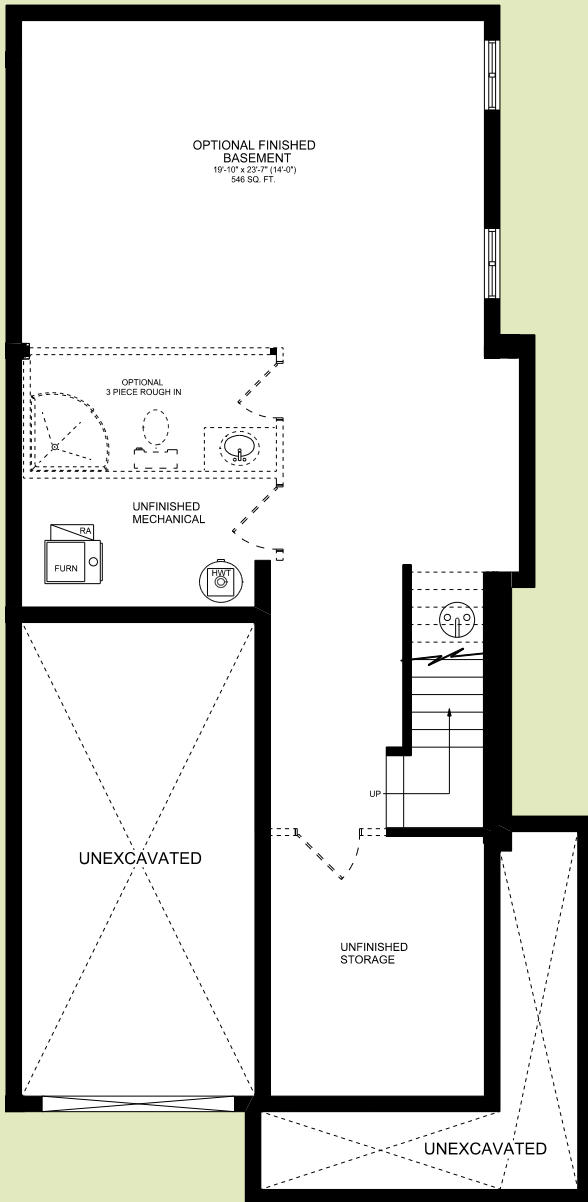 OPTIONAL FINISHED
BASEMENT
19'-10" x 23'-7" (14'-0")
546 SQ. FT.
OPTIONAL
3 PIECE ROUGH IN
UNFINISHED
MECHANICAL
RA
FURN
HWT
UP
UNEXCAVATED
UNFINISHED
STORAGE
UNEXCAVATED